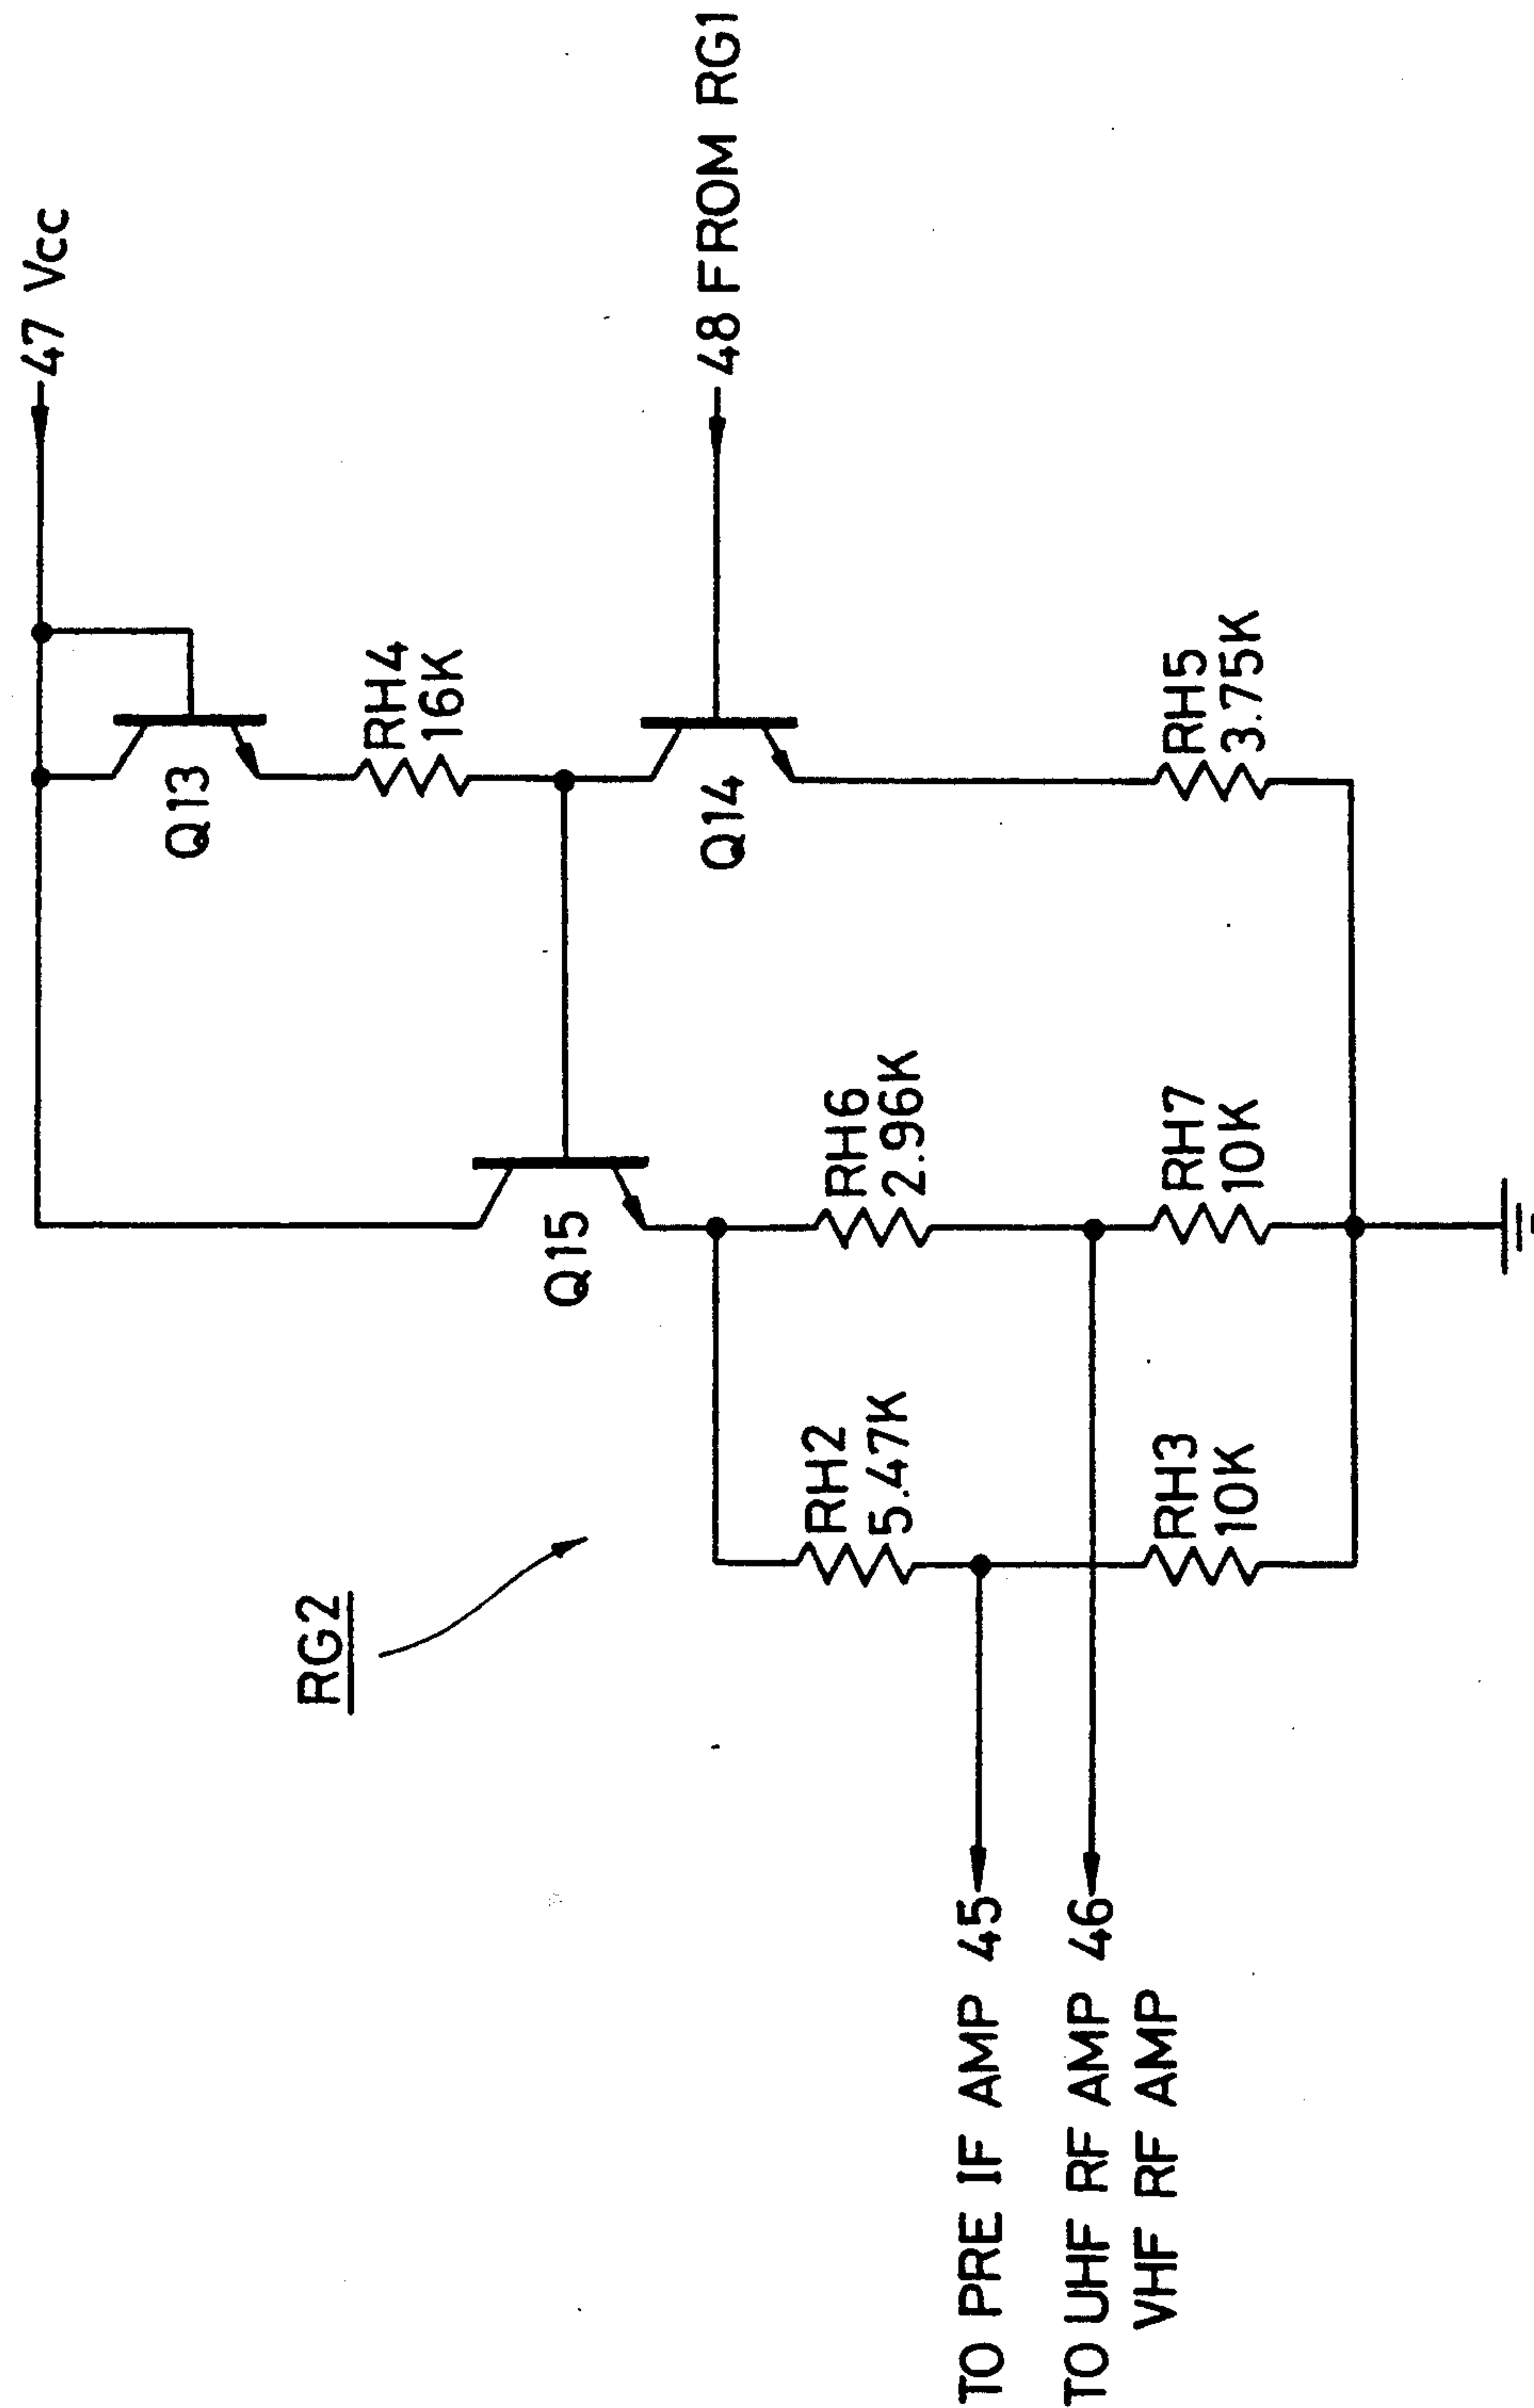 47 Vcc
Q13
RH4
16K
48 FROM RG1
Q14
RH5
3.75K
Q15
RH6
2.96K
RH7
10K
RG2
RH2
5.47K
RH3
10K
TO PRE IF AMP 45
TO UHF RF AMP 46
VHF RF AMP